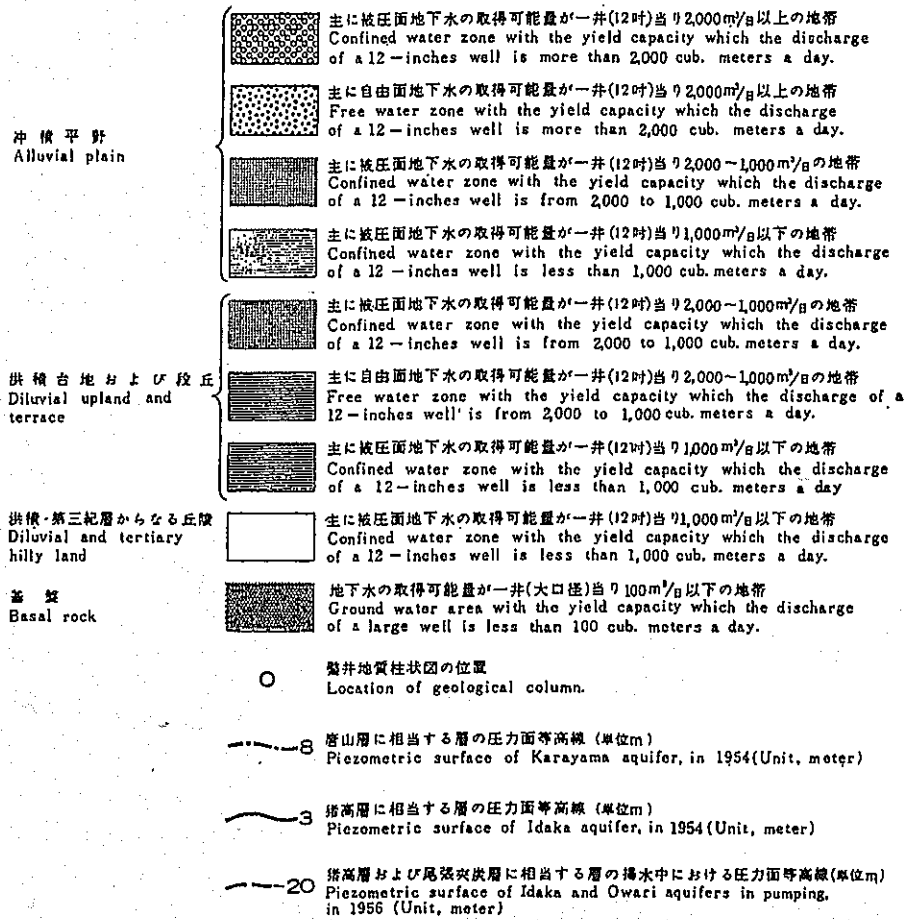 沖積平野
Alluvial plain
主に被圧面地下水の取得可能量が一井(12吋)当り2,000m³/日以上の地帯
Confined water zone with the yield capacity which the discharge
of a 12-inches well is more than 2,000 cub. meters a day.
主に自由面地下水の取得可能量が一井(12吋)当り2,000m³/日以上の地帯
Free water zone with the yield capacity which the discharge
of a 12-inches well is more than 2,000 cub. meters a day.
主に被圧面地下水の取得可能量が一井(12吋)当り2,000~1,000m³/日の地帯
Confined water zone with the yield capacity which the discharge
of a 12-inches well is from 2,000 to 1,000 cub. meters a day.
主に被圧面地下水の取得可能量が一井(12吋)当り1,000m³/日以下の地帯
Confined water zone with the yield capacity which the discharge
of a 12-inches well is less than 1,000 cub. meters a day.
洪積台地および段丘
Diluvial upland and
terrace
主に被圧面地下水の取得可能量が一井(12吋)当り2,000~1,000m³/日の地帯
Confined water zone with the yield capacity which the discharge
of a 12-inches well is from 2,000 to 1,000 cub. meters a day.
主に自由面地下水の取得可能量が一井(12吋)当り2,000~1,000m³/日の地帯
Free water zone with the yield capacity which the discharge of a
12-inches well is from 2,000 to 1,000 cub. meters a day.
主に被圧面地下水の取得可能量が一井(12吋)当り1,000m³/日以下の地帯
Confined water zone with the yield capacity which the discharge
of a 12-inches well is less than 1,000 cub. meters a day
洪積·第三紀層からなる丘陵
Diluvial and tertiary
hilly land
主に被圧面地下水の取得可能量が一井(12吋)当り1,000m³/日以下の地帯
Confined water zone with the yield capacity which the discharge
of a 12-inches well is less than 1,000 cub. meters a day.
基盤
Basal rock
地下水の取得可能量が一井(大口径)当り100m³/日以下の地帯
Ground water area with the yield capacity which the discharge
of a large well is less than 100 cub. meters a day.
鑿井地質柱状図の位置
Location of geological column.
8
唐山層に相当する層の圧力面等高線 (単位m)
Piezometric surface of Karayama aquifer, in 1954(Unit, meter)
3
猪高層に相当する層の圧力面等高線 (単位m)
Piezometric surface of Idaka aquifer, in 1954 (Unit, meter)
20
猪高層および尾張夾炭層に相当する層の揚水中における圧力面等高線(単位m)
Piezometric surface of Idaka and Owari aquifers in pumping,
in 1956 (Unit, meter)